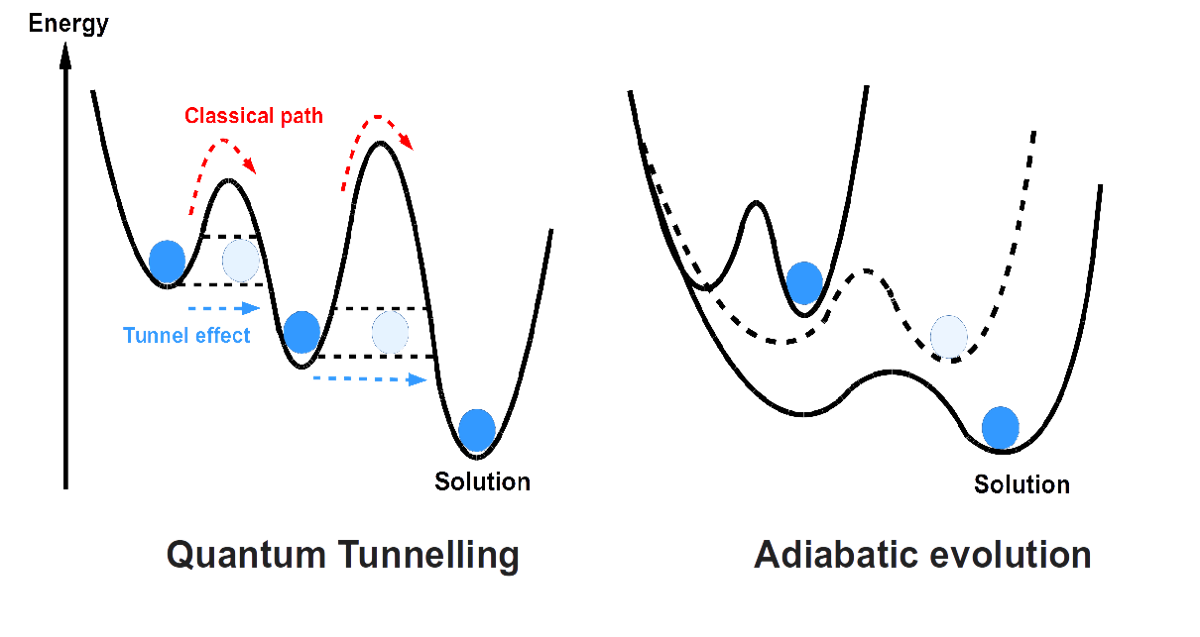 Energy
Classical path
Tunnel effect
Solution
Quantum Tunnelling
Solution
Adiabatic evolution